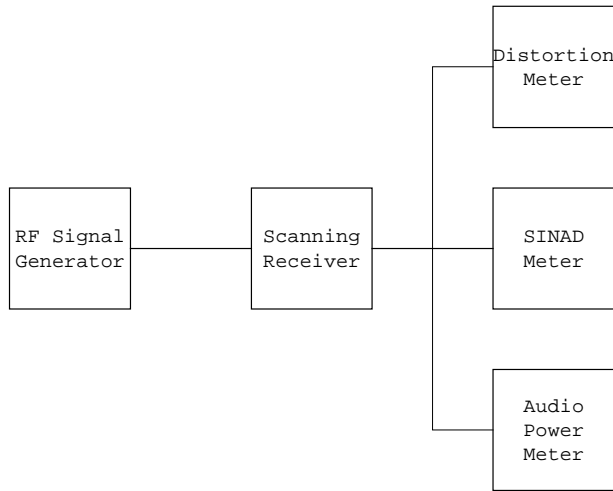 Distortion
Meter
RF Signal
Generator
Scanning
Receiver
SINAD
Meter
Audio
Power
Meter